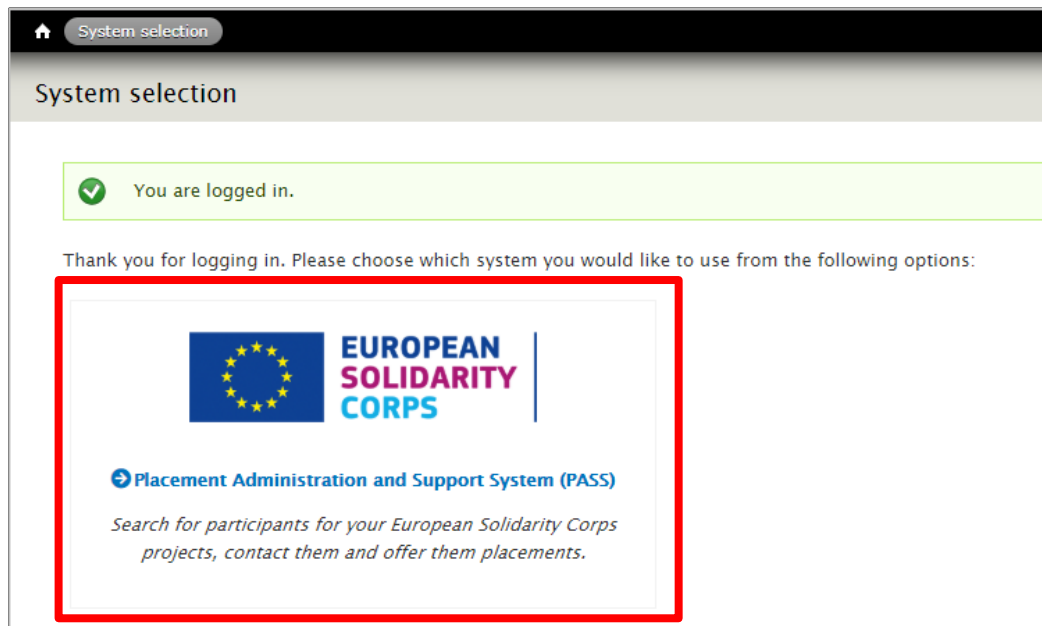 System selection
System selection
You are logged in.
Thank you for logging in. Please choose which system you would like to use from the following options:
EUROPEAN
SOLIDARITY
CORPS
Placement Administration and Support System (PASS)
Search for participants for your European Solidarity Corps
projects, contact them and offer them placements.